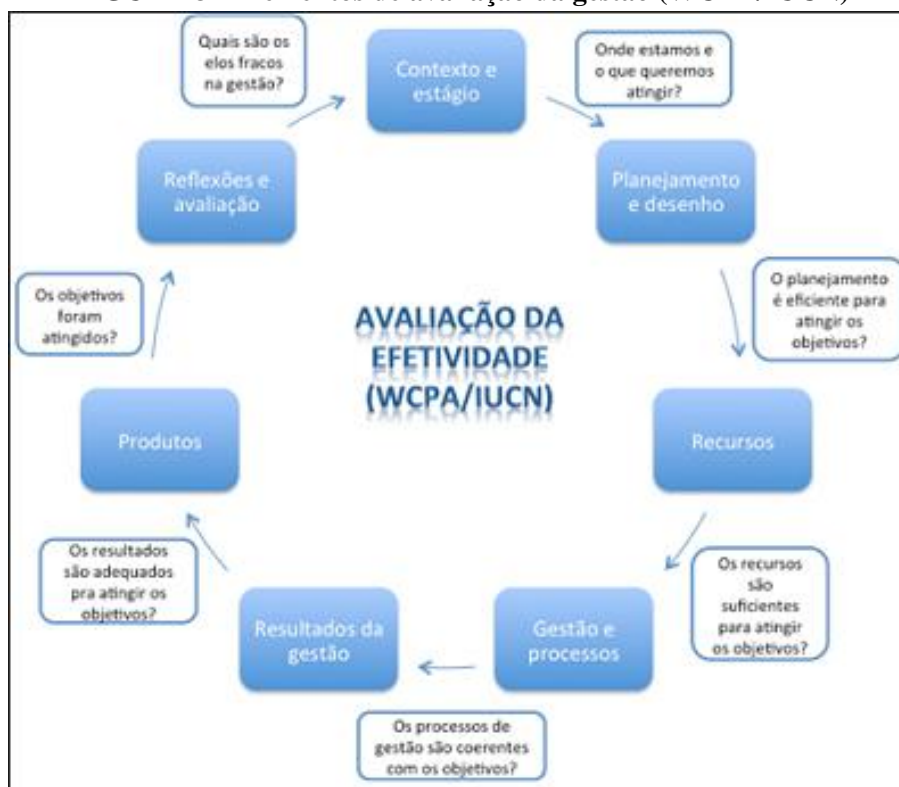 Quais são os
elos fracos
na gestão?
Contexto e
estágio
Onde estamos e
o que queremos
atingir?
Reflexões e
avaliação
Planejamento
e desenho
Os objetivos
foram
atingidos?
O planejamento
é eficiente para
atingir os
objetivos?
AVALIAÇÃO DA
EFETIVIDADE
(WCPA/IUCN)
Produtos
Recursos
Os resultados
são adequados
pra atingir os
objetivos?
Resultados da
gestão
Gestão e
processos
Os recursos
são
suficientes
para atingir
os objetivos?
Os processos de
gestão são coerentes
com os objetivos?